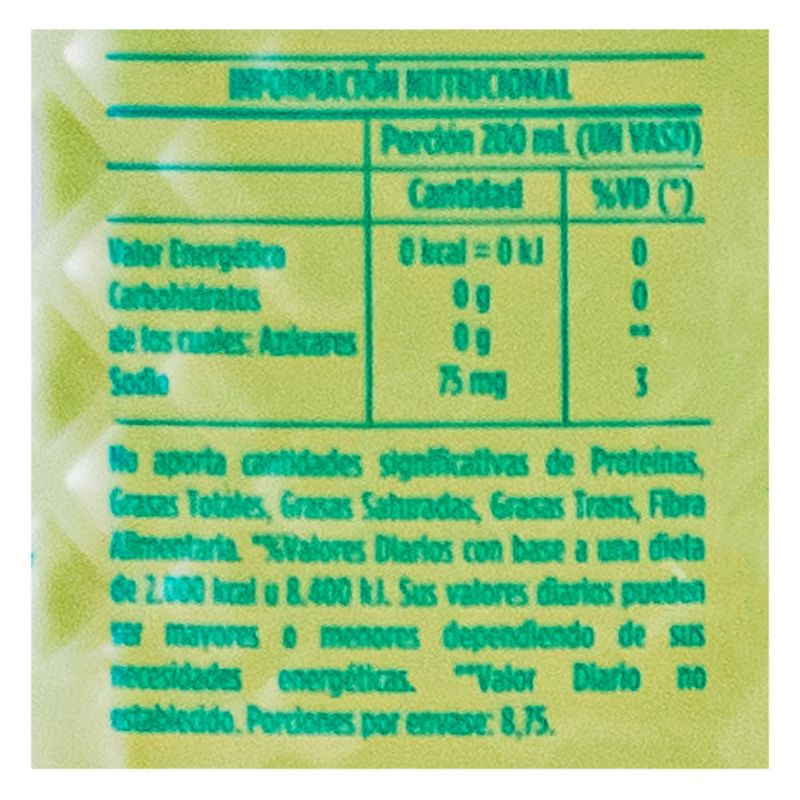 INFORMACIÓN NUTRICIONAL
Porción 200 mL (UN VASO)
Cantidad %VD (*)
Valor Energético 0 kcal = 0 kJ 0
Carbohidratos 0 g 0
de los cuales: Azúcares 0 g **
Sodio 75 mg 3
No aporta cantidades significativas de Proteínas,
Grasas Totales, Grasas Saturadas, Grasas Trans, Fibra
Alimentaria. *%Valores Diarios con base a una dieta
de 2.000 kcal u 8.400 kJ. Sus valores diarios pueden
ser mayores o menores dependiendo de sus
necesidades energéticas. **Valor Diario no
establecido. Porciones por envase: 8,75.